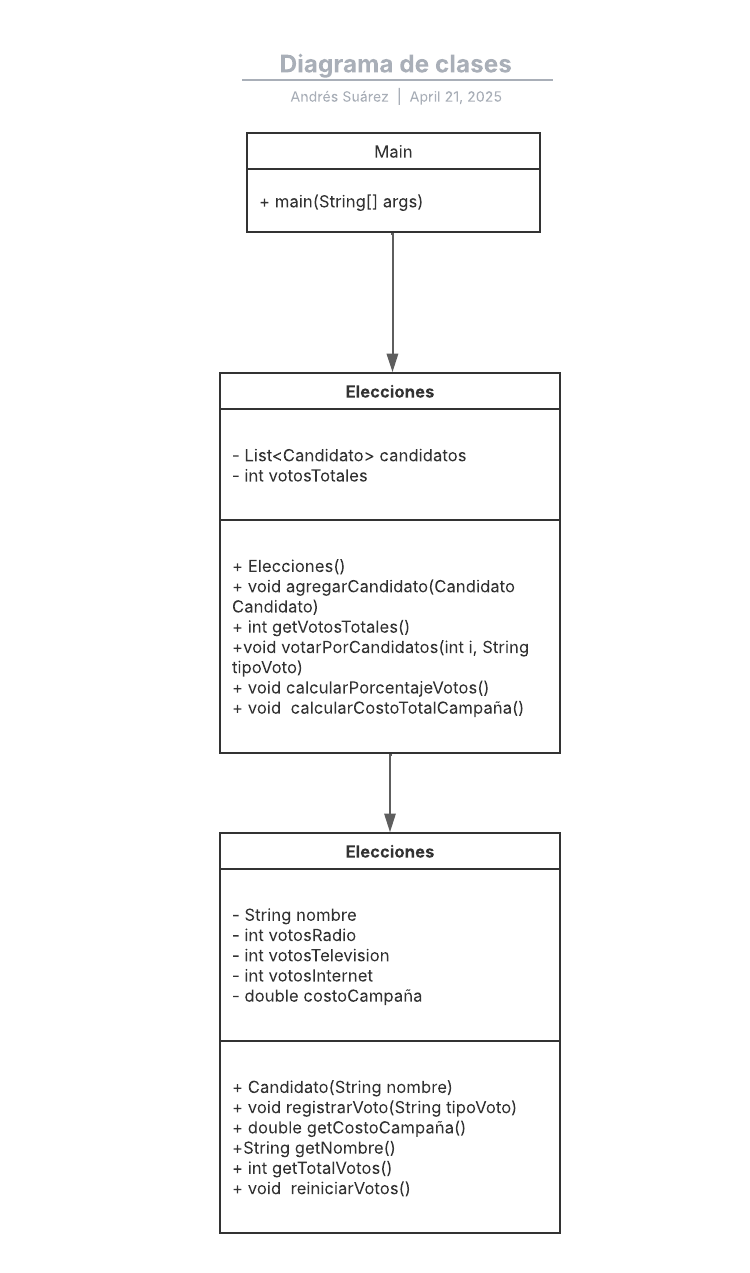 Diagrama de clases
Andrés Suárez | April 21, 2025
Main
+ main(String[] args)
Elecciones
- List<Candidato> candidatos
- int votosTotales
+ Elecciones()
+ void agregarCandidato(Candidato
Candidato)
+ int getVotosTotales()
+void votarPorCandidatos(int i, String
tipoVoto)
+ void calcularPorcentajeVotos()
+ void  calcularCostoTotalCampaña()
Elecciones
- String nombre
- int votosRadio
- int votosTelevision
- int votosInternet
- double costoCampaña
+ Candidato(String nombre)
+ void registrarVoto(String tipoVoto)
+ double getCostoCampaña()
+String getNombre()
+ int getTotalVotos()
+ void  reiniciarVotos()